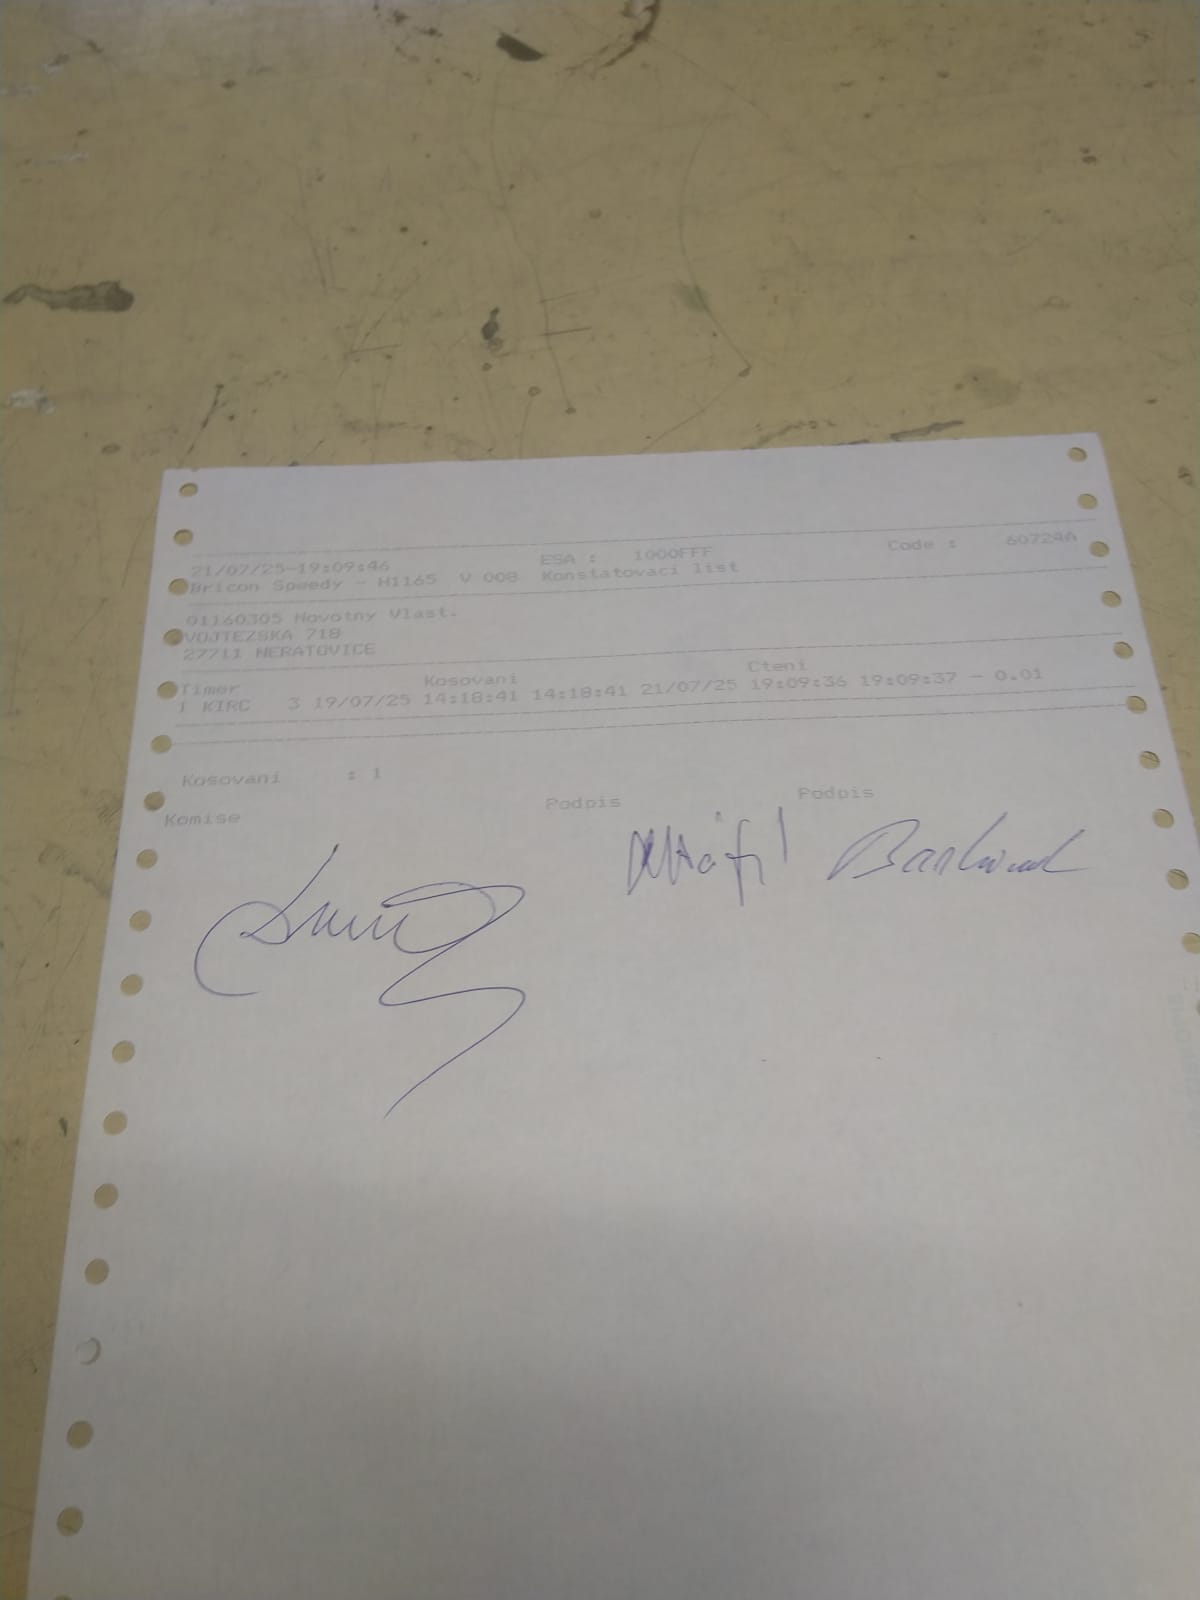 21/07/25-19:09:46 ESA : 1000FFF Code : 60724A
Bricon Speedy - H1165 V 008 Konstatovaci list
01160305 Novotny Vlast.
VOJTEZSKA 718
27711 NERATOVICE
Timer Kosovani Cteni
1 KIRC 3 19/07/25 14:18:41 14:18:41 21/07/25 19:09:36 19:09:37 - 0.01
Kosovani : 1
Komise Podpis Podpis